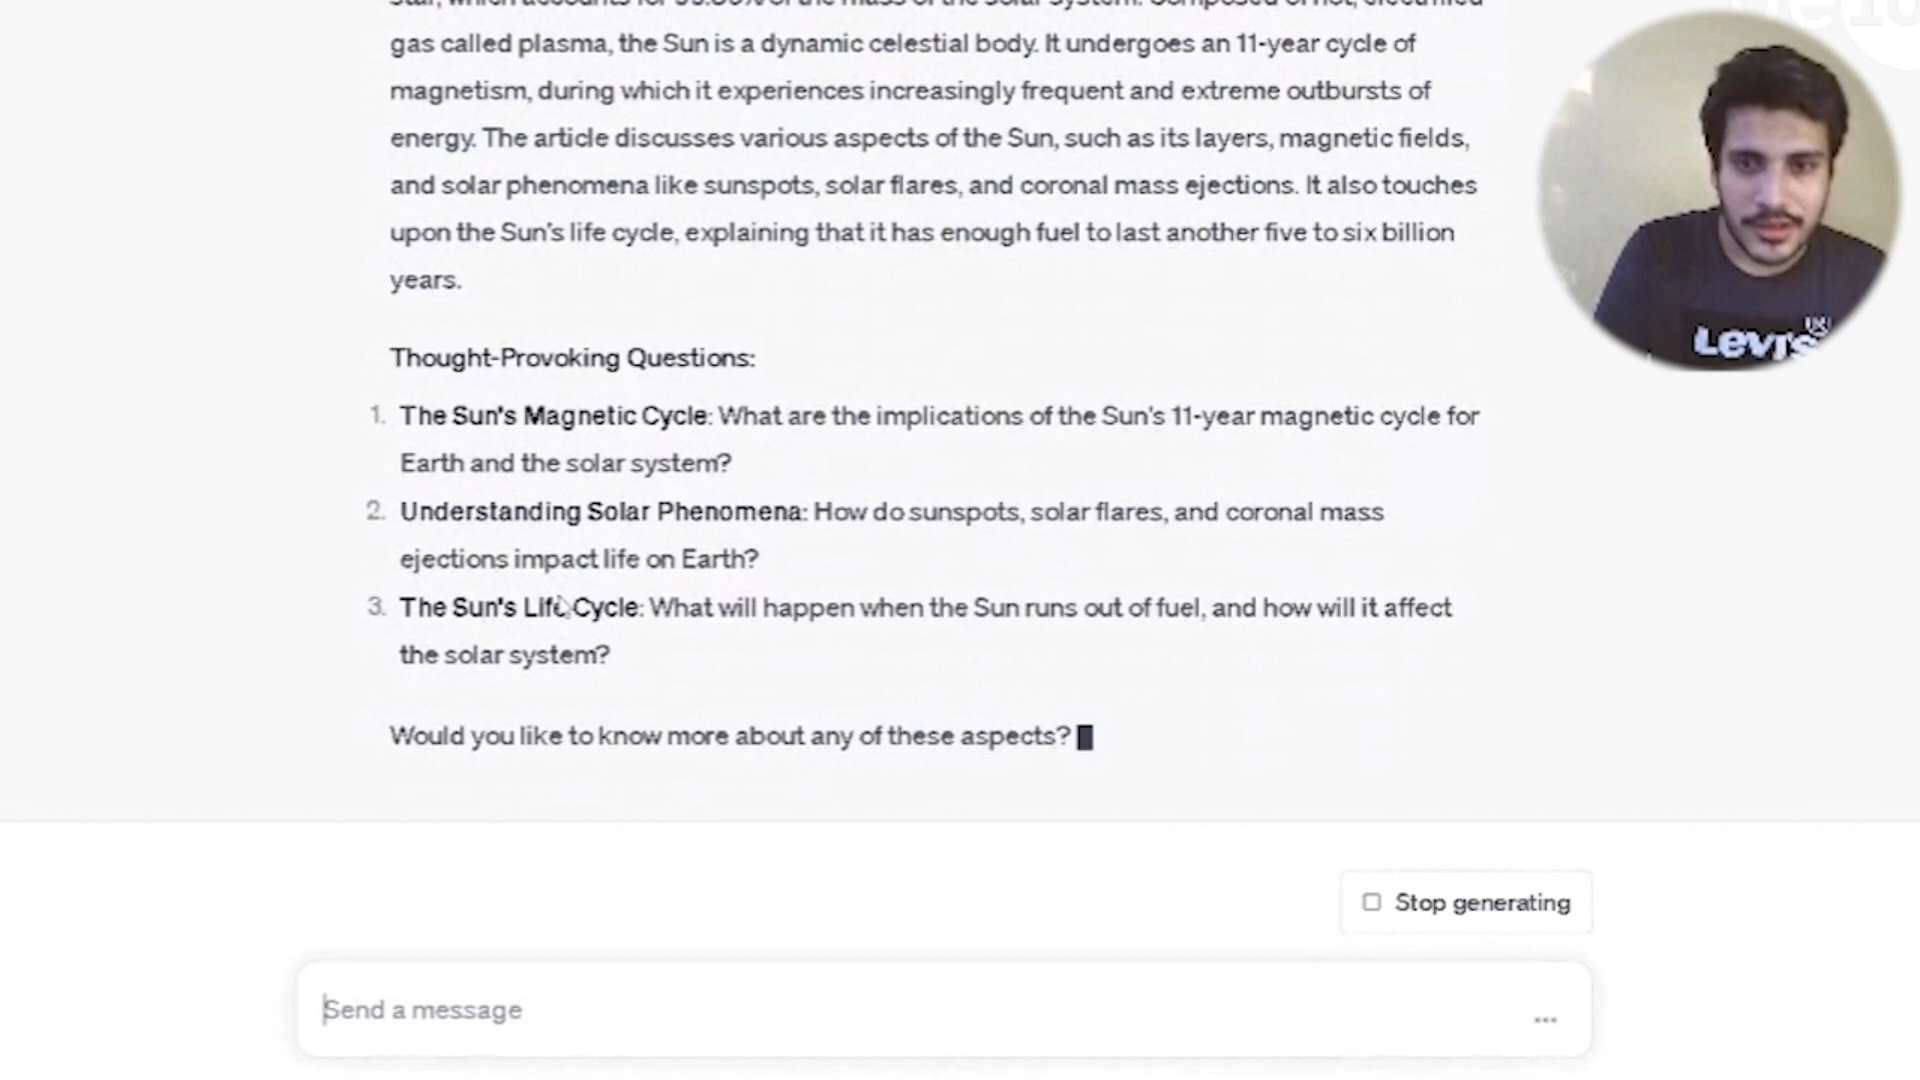 gas called plasma, the Sun is a dynamic celestial body. It undergoes an 11-year cycle of
magnetism, during which it experiences increasingly frequent and extreme outbursts of
energy. The article discusses various aspects of the Sun, such as its layers, magnetic fields,
and solar phenomena like sunspots, solar flares, and coronal mass ejections. It also touches
upon the Sun's life cycle, explaining that it has enough fuel to last another five to six billion
years.
Thought-Provoking Questions:
1. The Sun's Magnetic Cycle: What are the implications of the Sun's 11-year magnetic cycle for
Earth and the solar system?
2. Understanding Solar Phenomena: How do sunspots, solar flares, and coronal mass
ejections impact life on Earth?
3. The Sun's Life Cycle: What will happen when the Sun runs out of fuel, and how will it affect
the solar system?
Would you like to know more about any of these aspects?
Stop generating
Send a message
...
Levi's